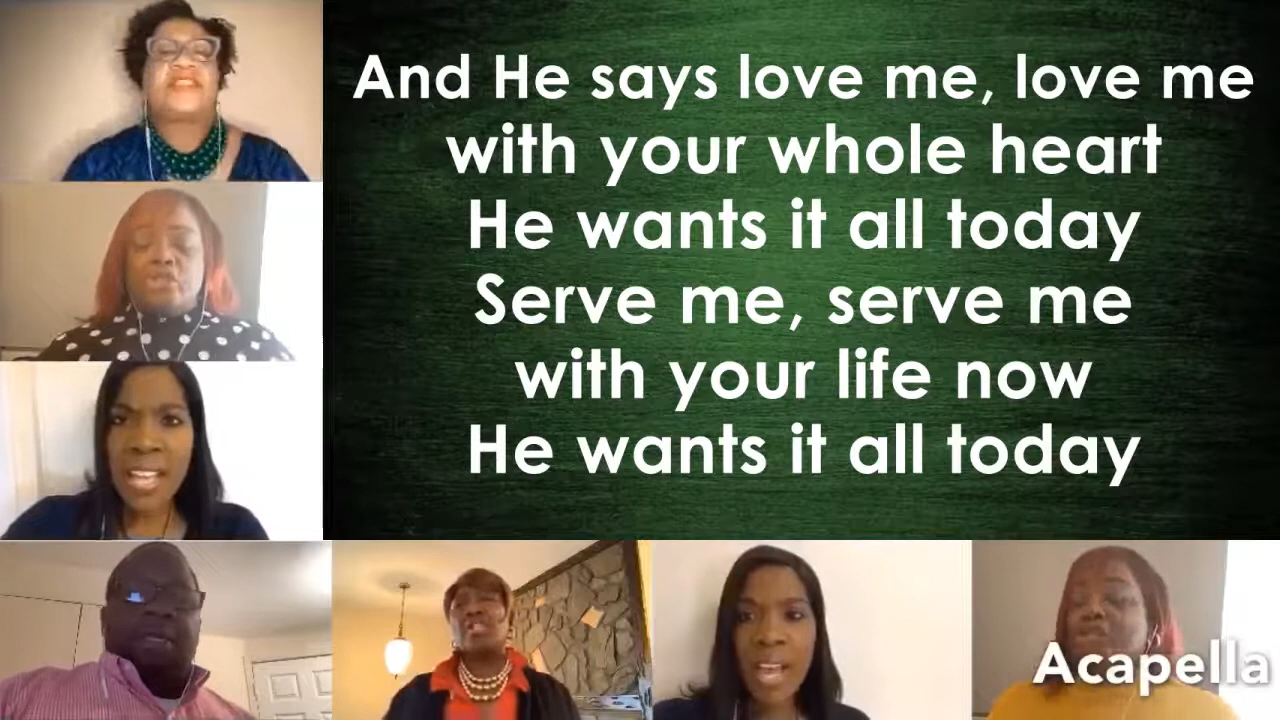 And He says love me, love me
with your whole heart
He wants it all today
Serve me, serve me
with your life now
He wants it all today
Acapella